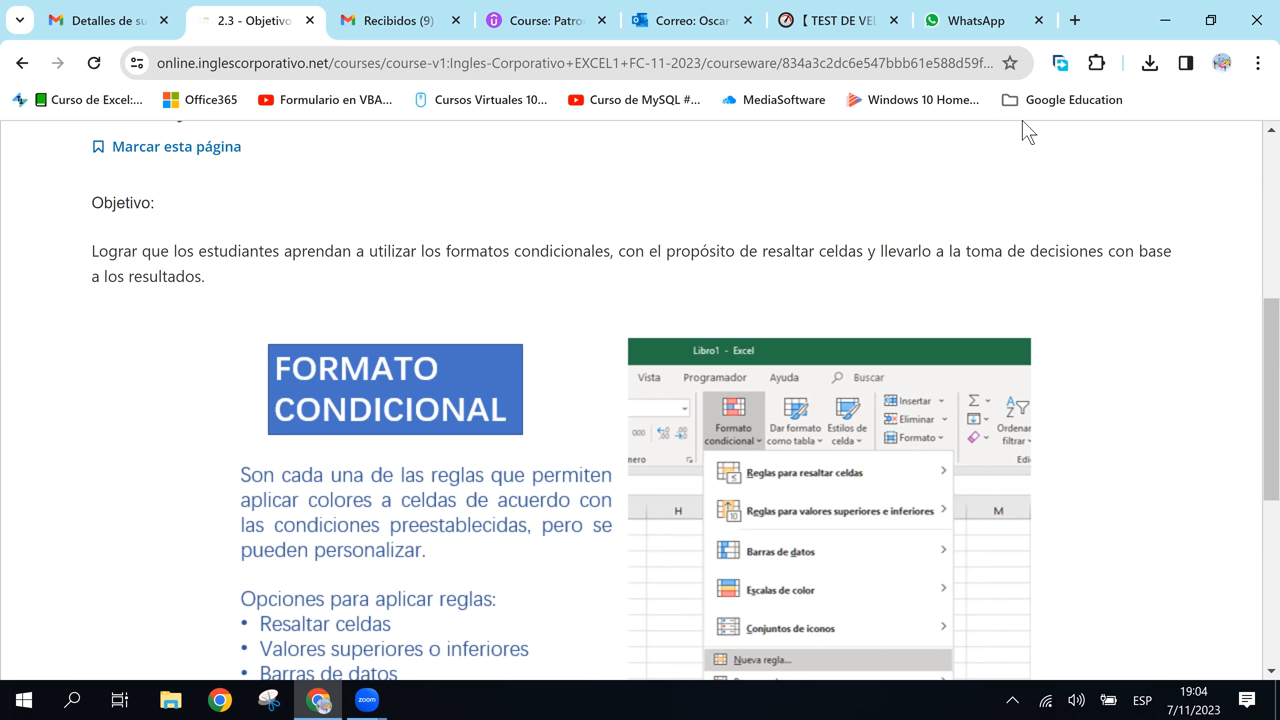 Detalles de su
2.3 - Objetivo
Recibidos (9)
Course: Patro
Correo: Oscar
【 TEST DE VEL
WhatsApp
online.inglescorporativo.net/courses/course-v1:Ingles-Corporativo+EXCEL1+FC-11-2023/courseware/834a3c2dc6e547bbb61e588d59f...
Curso de Excel:...
Office365
Formulario en VBA...
Cursos Virtuales 10...
Curso de MySQL #...
MediaSoftware
Windows 10 Home...
Google Education
Marcar esta página
Objetivo:
Lograr que los estudiantes aprendan a utilizar los formatos condicionales, con el propósito de resaltar celdas y llevarlo a la toma de decisiones con base
a los resultados.
FORMATO
CONDICIONAL
Son cada una de las reglas que permiten
aplicar colores a celdas de acuerdo con
las condiciones preestablecidas, pero se
pueden personalizar.
Opciones para aplicar reglas:
• Resaltar celdas
• Valores superiores o inferiores
• Barras de datos
Libro1 - Excel
Vista Programador Ayuda Buscar
Formato
condicional
Dar formato
como tabla
Estilos de
celda
Insertar
Eliminar
Formato
Ordenar
filtrar
000
nero
Edi
H
M
Reglas para resaltar celdas
Reglas para valores superiores e inferiores
10
Barras de datos
Escalas de color
Conjuntos de iconos
Nueva regla...
zoom
ESP
19:04
7/11/2023